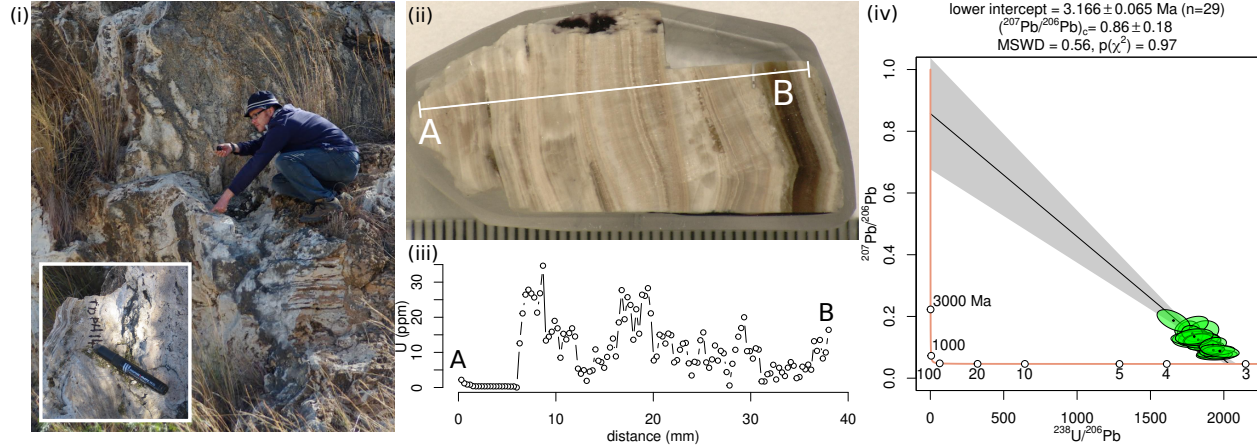 (i)
(ii)
A
B
(iii)
U (ppm)
0
10
20
30
A
B
0
10
20
30
40
distance (mm)
(iv)
lower intercept = 3.166±0.065 Ma (n=29)
(²⁰⁷Pb/²⁰⁶Pb)c= 0.86±0.18
MSWD = 0.56, p(χ²) = 0.97
²⁰⁷Pb/²⁰⁶Pb
1.0
0.8
0.6
0.4
0.2
0.0
3000 Ma
1000
100
20
10
5
4
3
0
500
1000
1500
2000
²³⁸U/²⁰⁶Pb